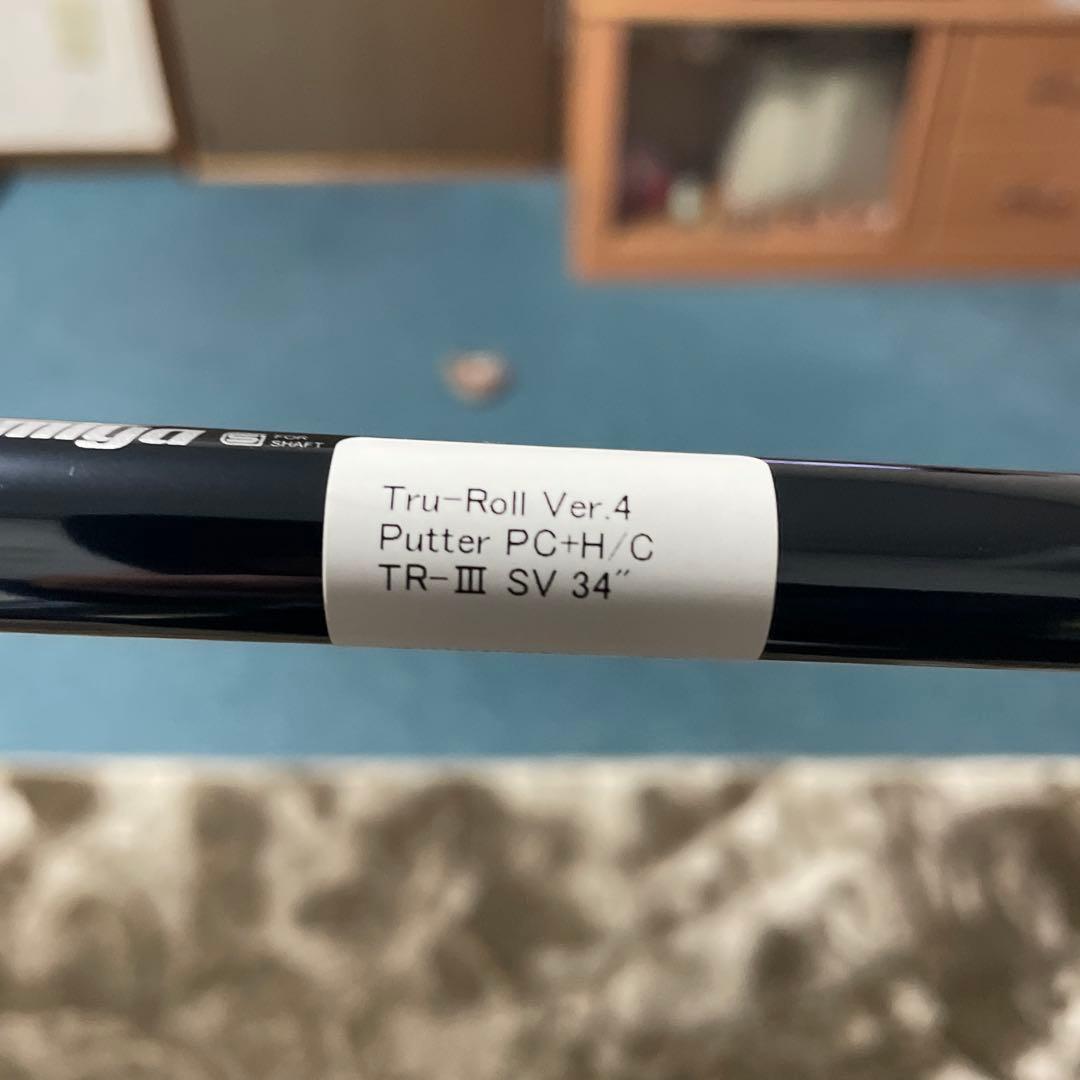 FOR
SHAFT
Tru-Roll Ver.4
Putter PC+H/C
TR-Ⅲ SV 34"